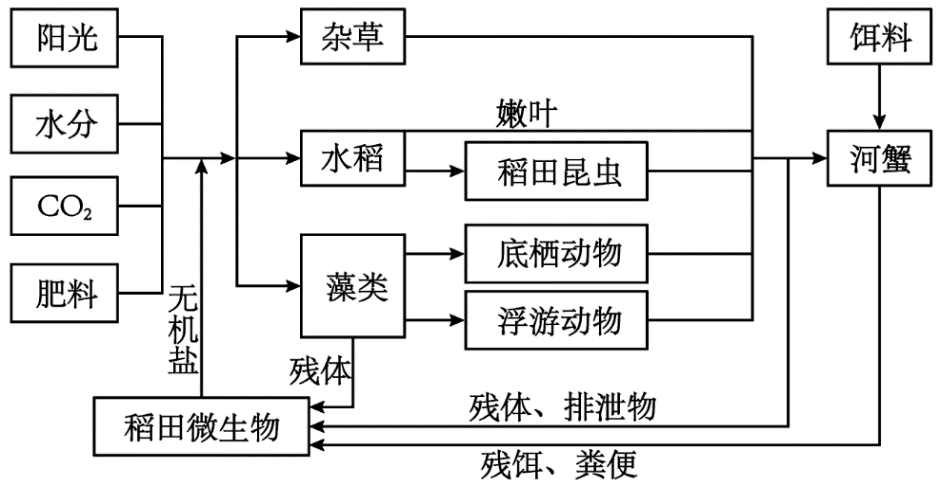 阳光
水分
CO₂
肥料
无机盐
杂草
水稻
嫩叶
稻田昆虫
藻类
底栖动物
浮游动物
残体
饵料
河蟹
稻田微生物
残体、排泄物
残饵、粪便